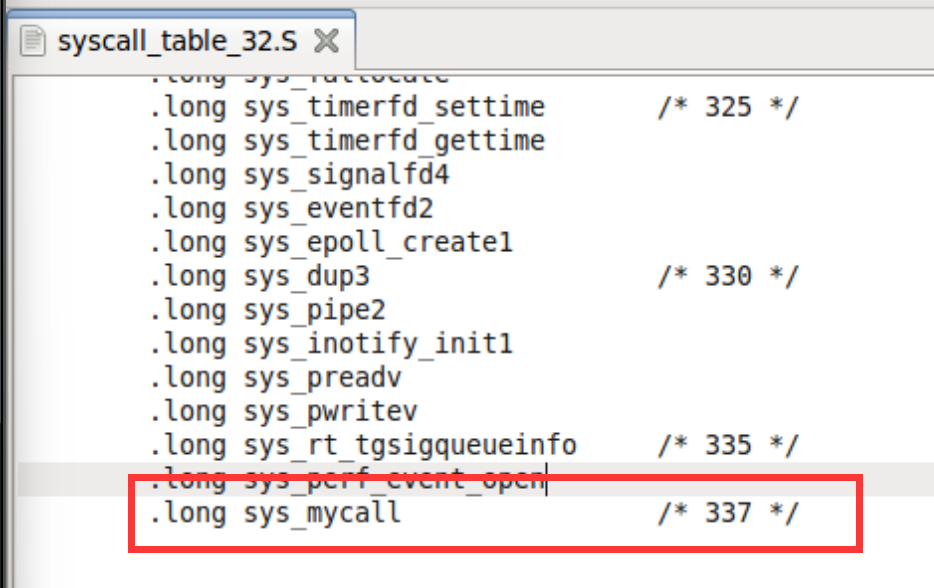 syscall_table_32.S
.long sys_fallocate
.long sys_timerfd_settime /* 325 */
.long sys_timerfd_gettime
.long sys_signalfd4
.long sys_eventfd2
.long sys_epoll_create1
.long sys_dup3 /* 330 */
.long sys_pipe2
.long sys_inotify_init1
.long sys_preadv
.long sys_pwritev
.long sys_rt_tgsigqueueinfo /* 335 */
.long sys_perf_event_open
.long sys_mycall /* 337 */